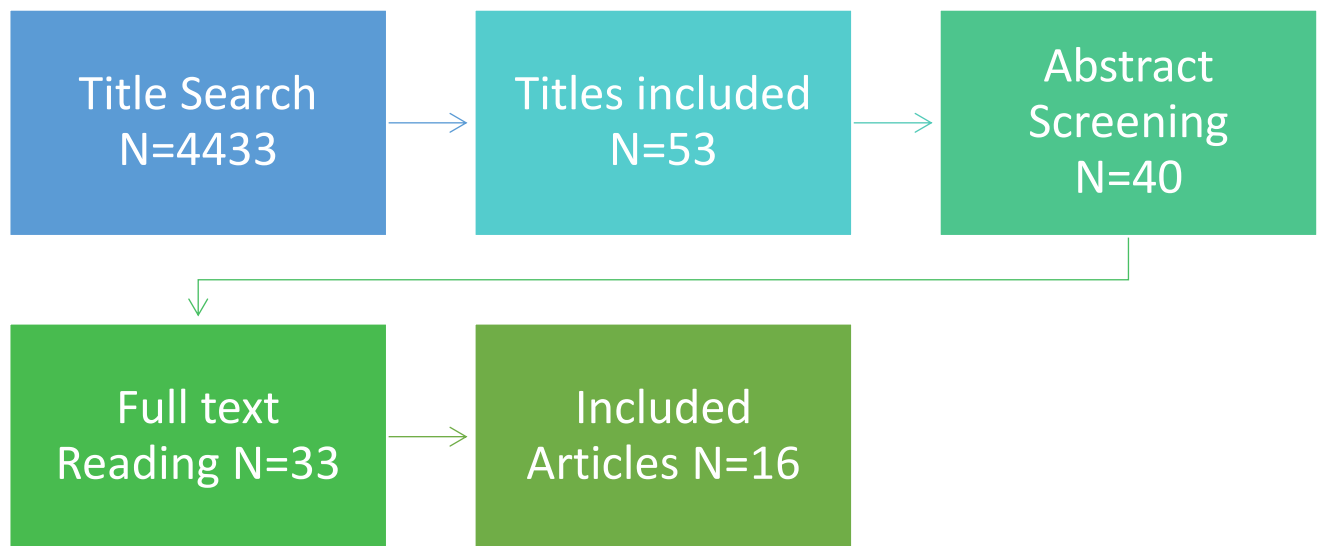 Title Search
N=4433
Titles included
N=53
Abstract
Screening
N=40
Full text
Reading N=33
Included
Articles N=16